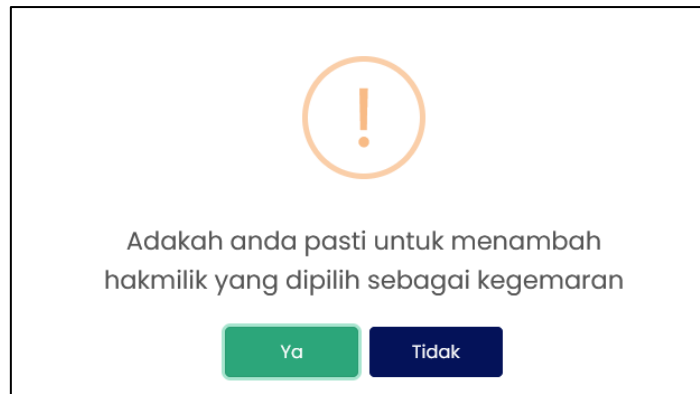 !
Adakah anda pasti untuk menambah
hakmilik yang dipilih sebagai kegemaran
Ya
Tidak